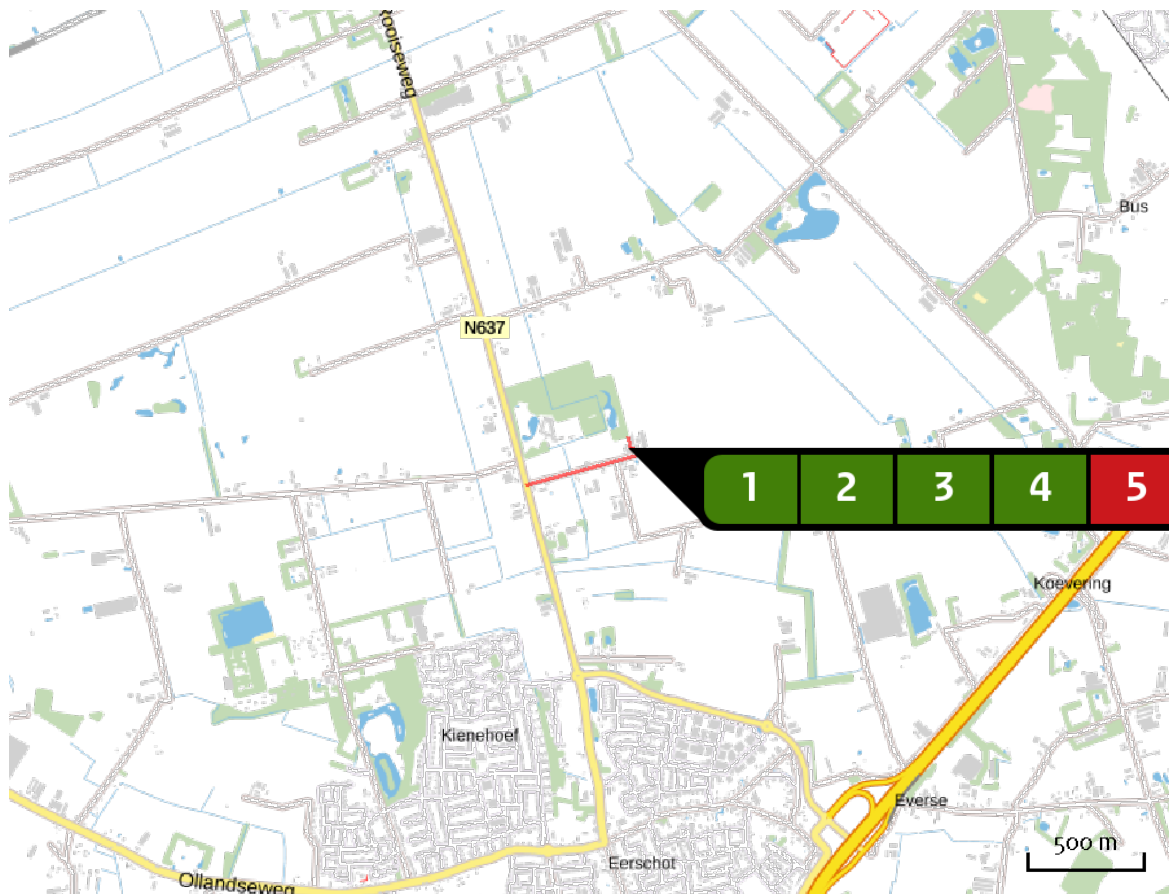 Rooiseweg
Bus
N637
1 2 3 4 5
Koevering
Kienehoef
Everse
500 m
Eerschot
Ollandseweg